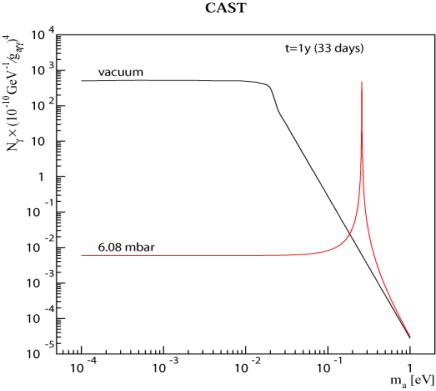 CAST
N_γ × (10^-10 GeV^-1/g_aγγ)^4
10^4
10^3
10^2
10
1
10^-1
10^-2
10^-3
10^-4
10^-5
t=1y (33 days)
vacuum
6.08 mbar
10^-4 10^-3 10^-2 10^-1 1
m_a [eV]